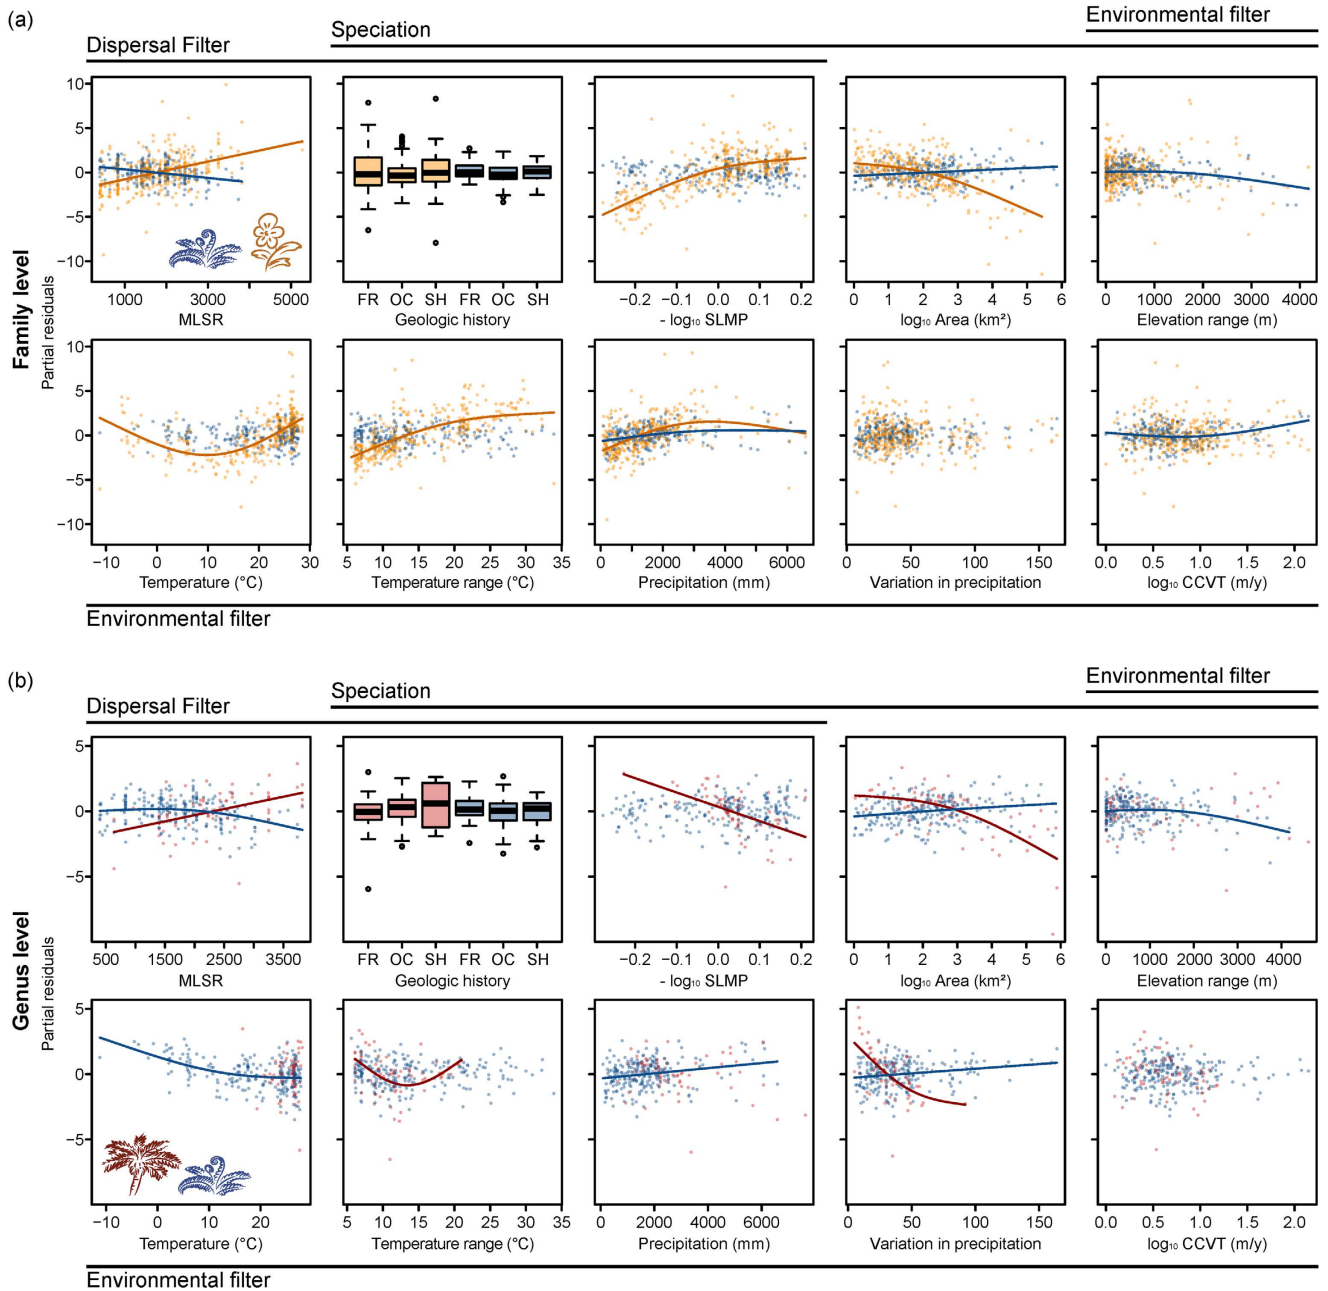 (a)
Dispersal Filter
Speciation
Environmental filter
Family level
Partial residuals
10
5
0
−5
−10
1000 3000 5000
MLSR
FR OC SH FR OC SH
Geologic history
−0.2 −0.1 0.0 0.1 0.2
- log₁₀ SLMP
0 1 2 3 4 5 6
log₁₀ Area (km²)
0 1000 2000 3000 4000
Elevation range (m)
10
5
0
−5
−10
−10 0 10 20 30
Temperature (°C)
5 10 15 20 25 30 35
Temperature range (°C)
0 2000 4000 6000
Precipitation (mm)
0 50 100 150
Variation in precipitation
0.0 0.5 1.0 1.5 2.0
log₁₀ CCVT (m/y)
Environmental filter
(b)
Dispersal Filter
Speciation
Environmental filter
Genus level
Partial residuals
5
0
−5
500 1500 2500 3500
MLSR
FR OC SH FR OC SH
Geologic history
−0.2 −0.1 0.0 0.1 0.2
- log₁₀ SLMP
0 1 2 3 4 5 6
log₁₀ Area (km²)
0 1000 2000 3000 4000
Elevation range (m)
5
0
−5
−10 0 10 20
Temperature (°C)
5 10 15 20 25 30 35
Temperature range (°C)
0 2000 4000 6000
Precipitation (mm)
0 50 100 150
Variation in precipitation
0.0 0.5 1.0 1.5 2.0
log₁₀ CCVT (m/y)
Environmental filter